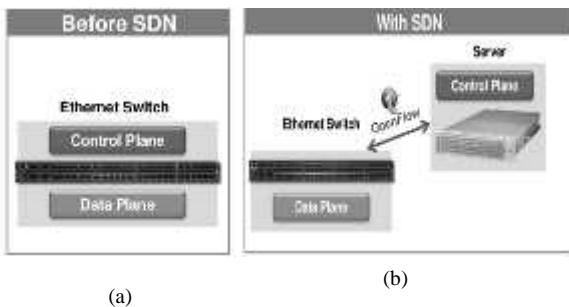 Before SDN
Ethernet Switch
Control Plane
Data Plane
(a)
With SDN
Server
Control Plane
Ethernet Switch
OpenFlow
Data Plane
(b)